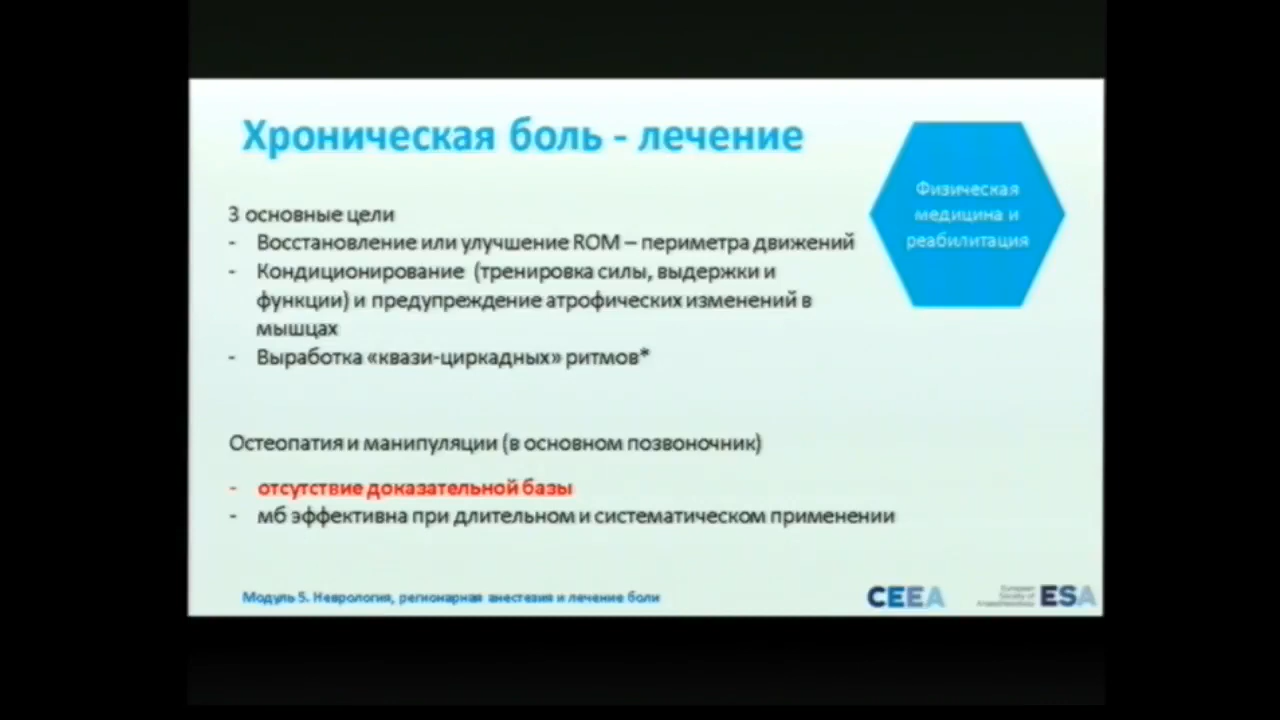 Хроническая боль - лечение
Физическая
медицина и
реабилитация
3 основные цели
- Восстановление или улучшение ROM – периметра движений
- Кондиционирование (тренировка силы, выдержки и
функции) и предупреждение атрофических изменений в
мышцах
- Выработка «квази-циркадных» ритмов*
Остеопатия и манипуляции (в основном позвоночник)
- отсутствие доказательной базы
- мб эффективна при длительном и систематическом применении
Модуль 5. Неврология, регионарная анестезия и лечение боли
CEEA
European
Society of
Anaesthesiology
ESA